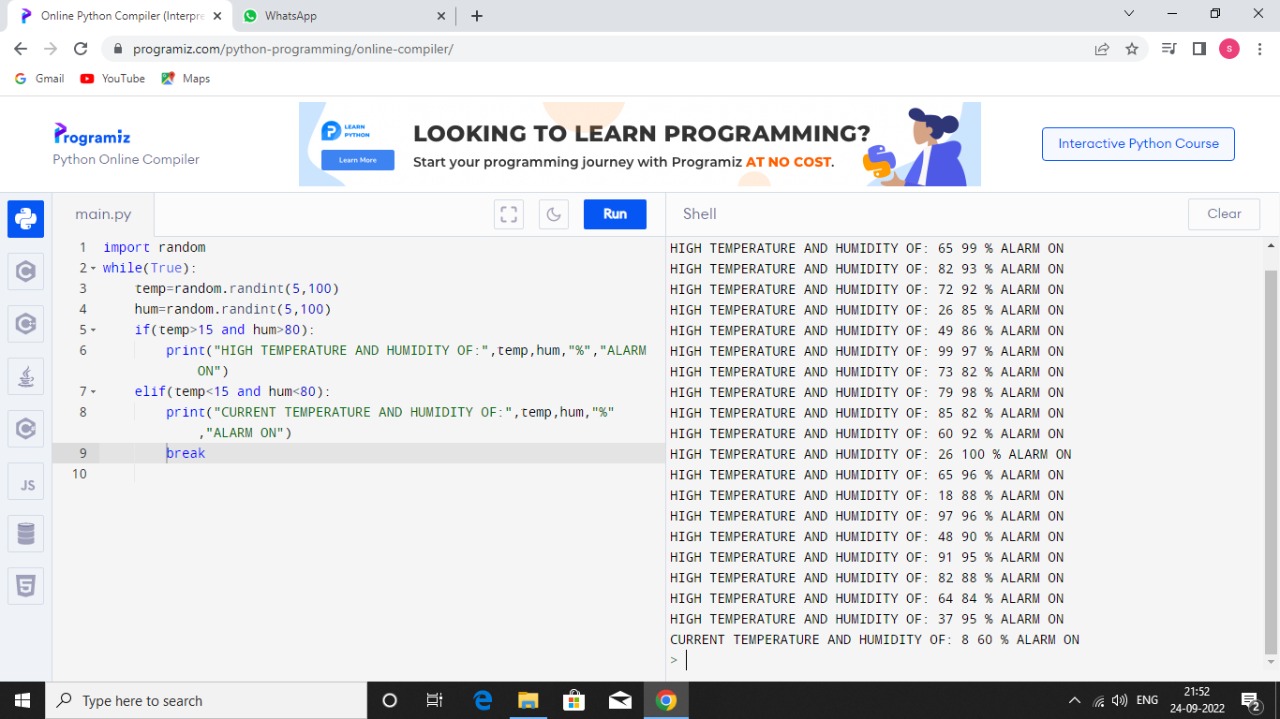 Online Python Compiler (Interpre
WhatsApp
programiz.com/python-programming/online-compiler/
S
Gmail
YouTube
Maps
Programiz
Python Online Compiler
LEARN
PYTHON
Learn More
LOOKING TO LEARN PROGRAMMING?
Start your programming journey with Programiz AT NO COST.
Interactive Python Course
main.py
Run
Shell
Clear
1 import random
2 while(True):
3 temp=random.randint(5,100)
4 hum=random.randint(5,100)
5 if(temp>15 and hum>80):
6 print("HIGH TEMPERATURE AND HUMIDITY OF:",temp,hum,"%","ALARM
ON")
7 elif(temp<15 and hum<80):
8 print("CURRENT TEMPERATURE AND HUMIDITY OF:",temp,hum,"%"
,"ALARM ON")
9 break
10
JS
HIGH TEMPERATURE AND HUMIDITY OF: 65 99 % ALARM ON
HIGH TEMPERATURE AND HUMIDITY OF: 82 93 % ALARM ON
HIGH TEMPERATURE AND HUMIDITY OF: 72 92 % ALARM ON
HIGH TEMPERATURE AND HUMIDITY OF: 26 85 % ALARM ON
HIGH TEMPERATURE AND HUMIDITY OF: 49 86 % ALARM ON
HIGH TEMPERATURE AND HUMIDITY OF: 99 97 % ALARM ON
HIGH TEMPERATURE AND HUMIDITY OF: 73 82 % ALARM ON
HIGH TEMPERATURE AND HUMIDITY OF: 79 98 % ALARM ON
HIGH TEMPERATURE AND HUMIDITY OF: 85 82 % ALARM ON
HIGH TEMPERATURE AND HUMIDITY OF: 60 92 % ALARM ON
HIGH TEMPERATURE AND HUMIDITY OF: 26 100 % ALARM ON
HIGH TEMPERATURE AND HUMIDITY OF: 65 96 % ALARM ON
HIGH TEMPERATURE AND HUMIDITY OF: 18 88 % ALARM ON
HIGH TEMPERATURE AND HUMIDITY OF: 97 96 % ALARM ON
HIGH TEMPERATURE AND HUMIDITY OF: 48 90 % ALARM ON
HIGH TEMPERATURE AND HUMIDITY OF: 91 95 % ALARM ON
HIGH TEMPERATURE AND HUMIDITY OF: 82 88 % ALARM ON
HIGH TEMPERATURE AND HUMIDITY OF: 64 84 % ALARM ON
HIGH TEMPERATURE AND HUMIDITY OF: 37 95 % ALARM ON
CURRENT TEMPERATURE AND HUMIDITY OF: 8 60 % ALARM ON
>
Type here to search
ENG
21:52
24-09-2022
2